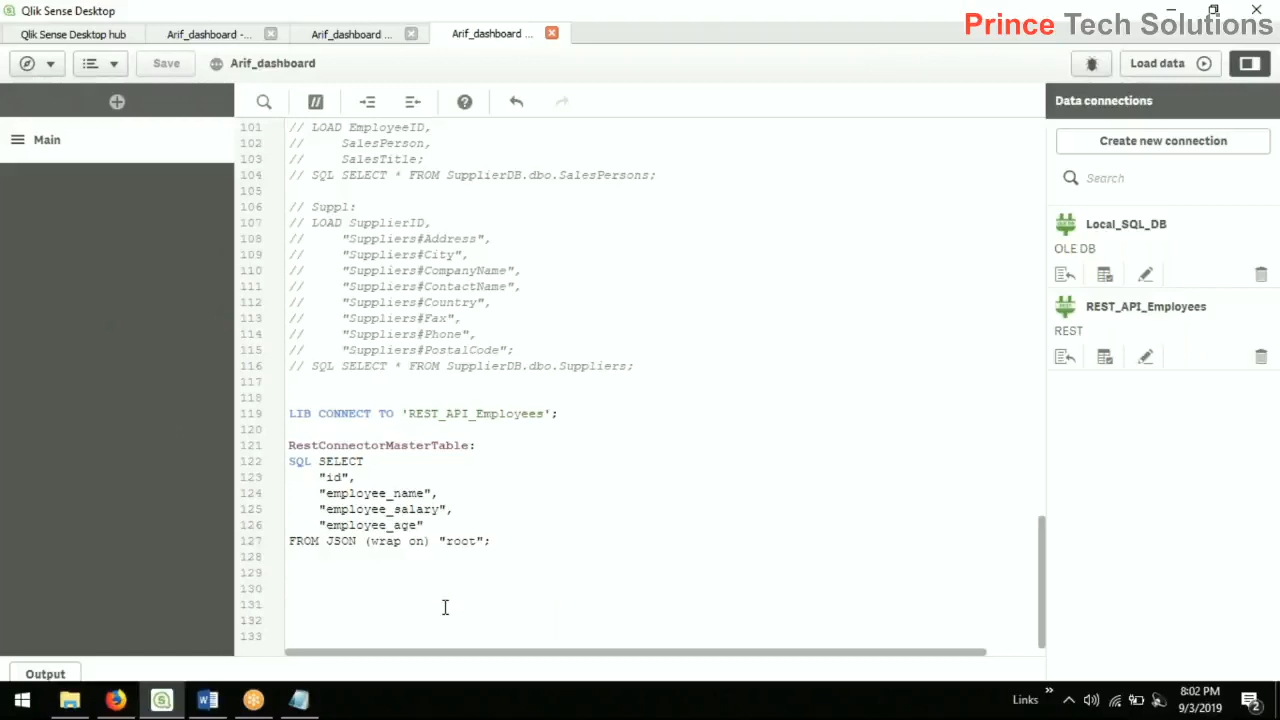 Qlik Sense Desktop
Prince Tech Solutions
Qlik Sense Desktop hub
Arif_dashboard -...
Arif_dashboard ...
Arif_dashboard ...
Save
Arif_dashboard
Load data
Main
Data connections
Create new connection
Search
Local_SQL_DB
OLE DB
REST_API_Employees
REST
101 // LOAD EmployeeID,
102 // SalesPerson,
103 // SalesTitle;
104 // SQL SELECT * FROM SupplierDB.dbo.SalesPersons;
105
106 // Suppl:
107 // LOAD SupplierID,
108 // "Suppliers#Address",
109 // "Suppliers#City",
110 // "Suppliers#CompanyName",
111 // "Suppliers#ContactName",
112 // "Suppliers#Country",
113 // "Suppliers#Fax",
114 // "Suppliers#Phone",
115 // "Suppliers#PostalCode";
116 // SQL SELECT * FROM SupplierDB.dbo.Suppliers;
117
118
119 LIB CONNECT TO 'REST_API_Employees';
120
121 RestConnectorMasterTable:
122 SQL SELECT
123 "id",
124 "employee_name",
125 "employee_salary",
126 "employee_age"
127 FROM JSON (wrap on) "root";
128
129
130
131
132
133
Output
Links
8:02 PM
9/3/2019
2